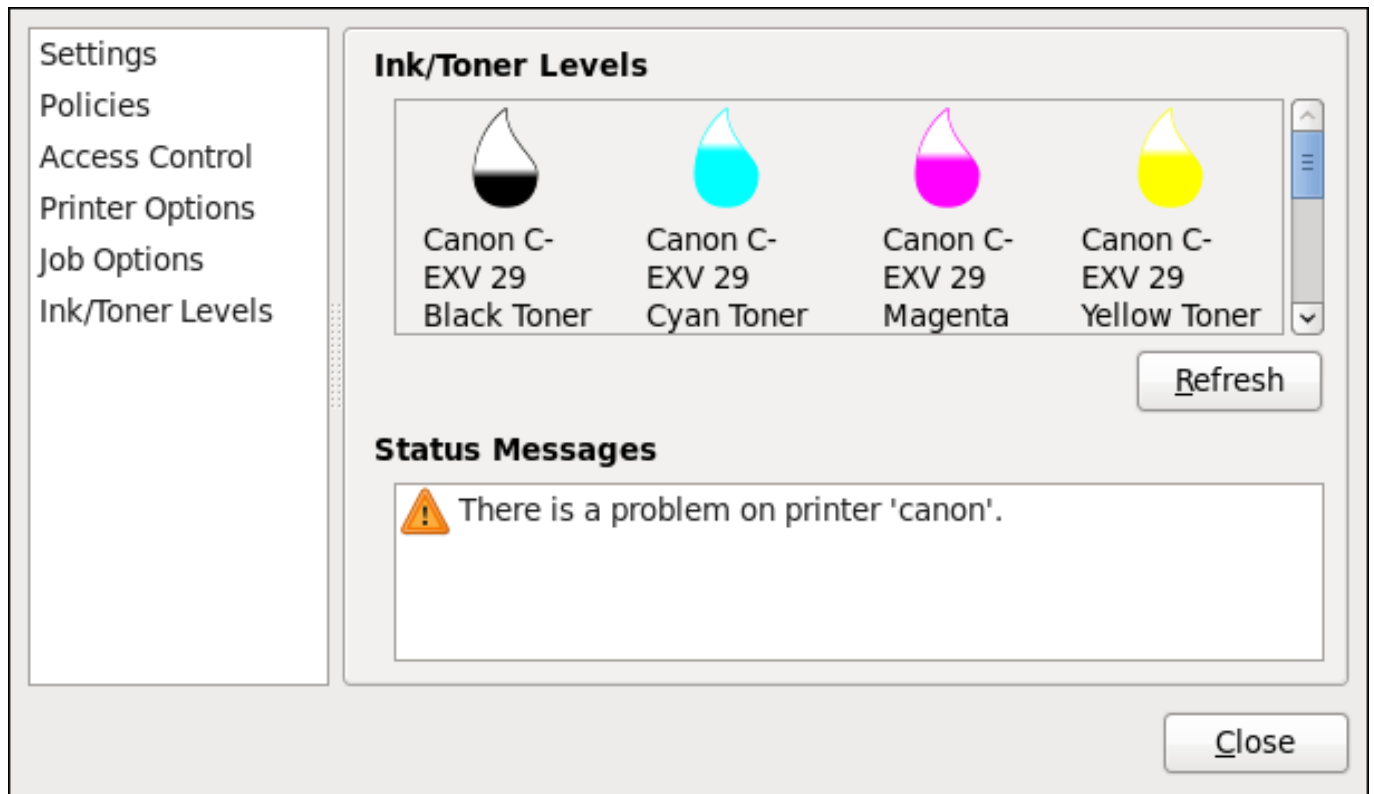 Settings
Policies
Access Control
Printer Options
Job Options
Ink/Toner Levels
Ink/Toner Levels
Canon C-
EXV 29
Black Toner
Canon C-
EXV 29
Cyan Toner
Canon C-
EXV 29
Magenta
Canon C-
EXV 29
Yellow Toner
Refresh
Status Messages
There is a problem on printer 'canon'.
Close